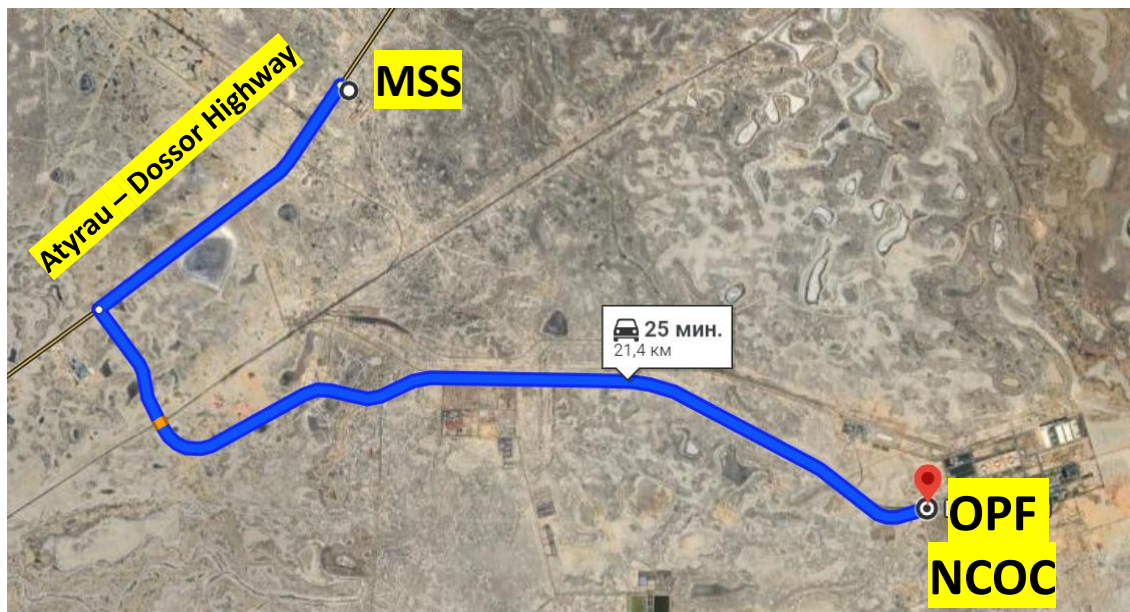 MSS
Atyrau – Dossor Highway
25 мин.
21,4 км
OPF
NCOC